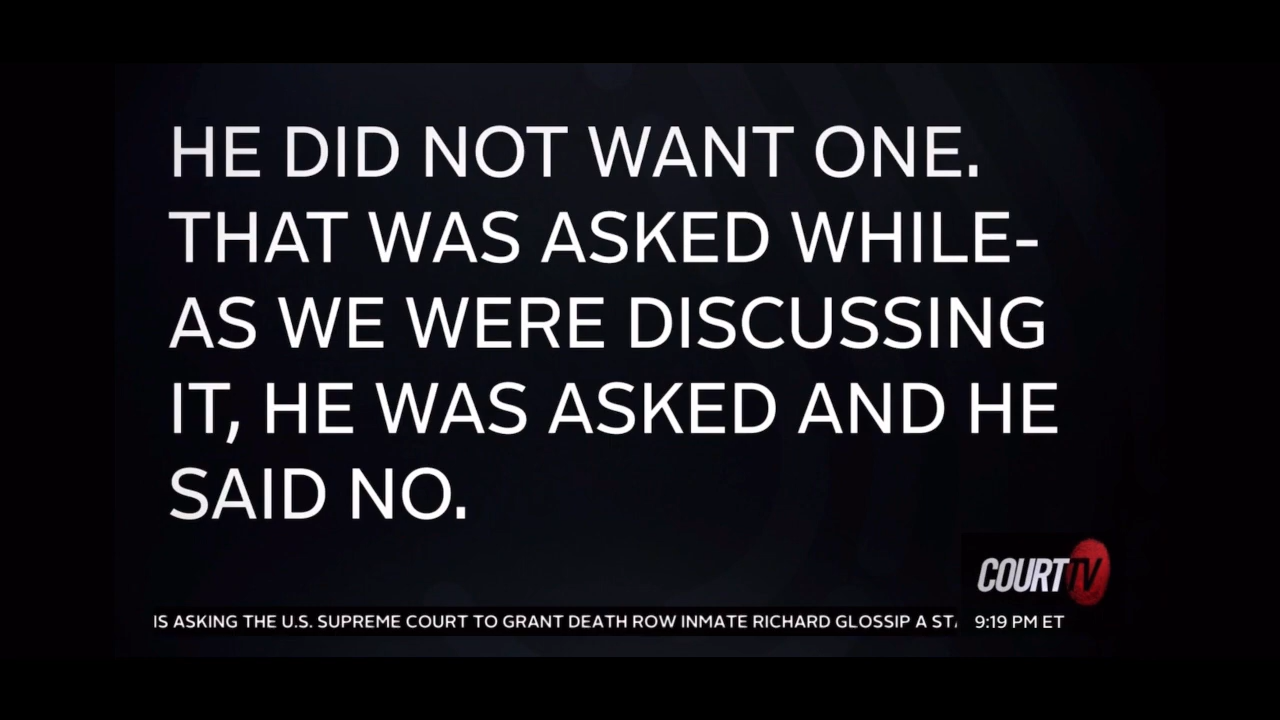 HE DID NOT WANT ONE.
THAT WAS ASKED WHILE-
AS WE WERE DISCUSSING
IT, HE WAS ASKED AND HE
SAID NO.
COURT TV
IS ASKING THE U.S. SUPREME COURT TO GRANT DEATH ROW INMATE RICHARD GLOSSIP A STA
9:19 PM ET